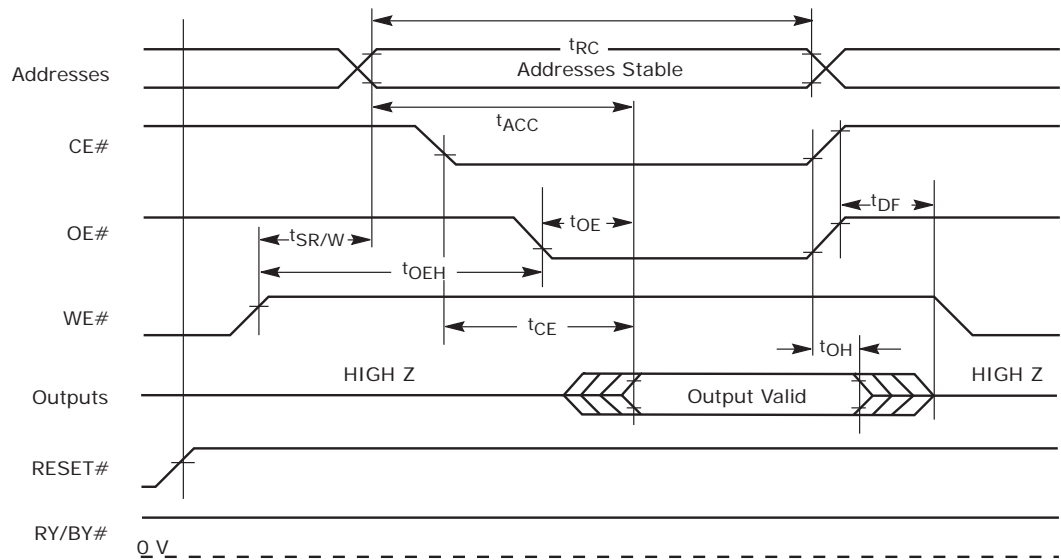 tRC
Addresses
Addresses Stable
tACC
CE#
tDF
tOE
OE#
tSR/W
tOEH
WE#
tCE
tOH
HIGH Z
HIGH Z
Outputs
Output Valid
RESET#
RY/BY#
0 V